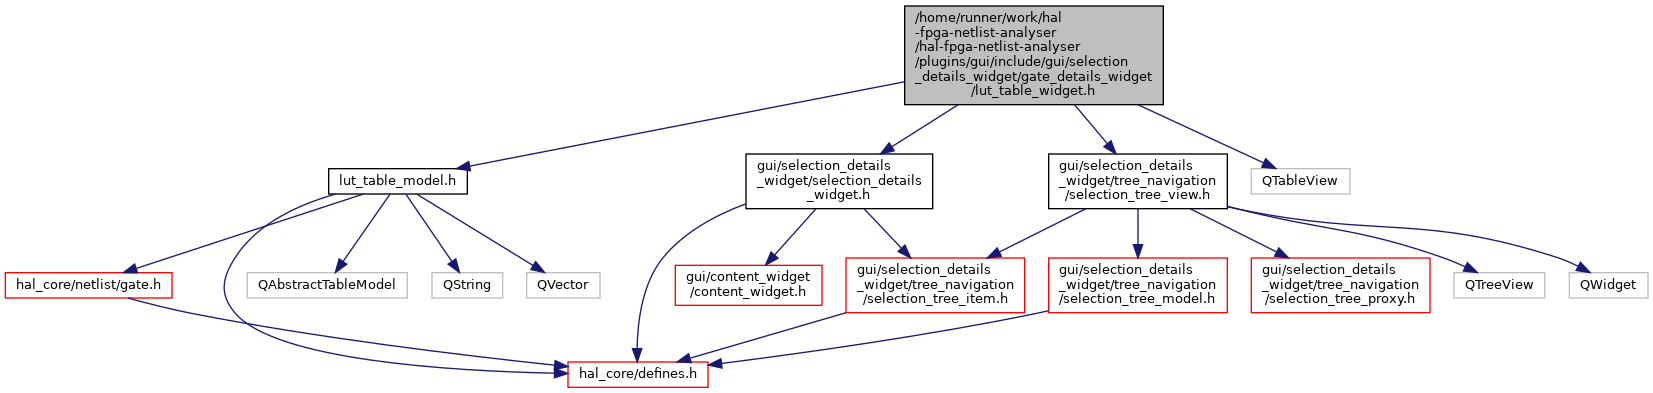 /home/runner/work/hal
-fpga-netlist-analyser
/hal-fpga-netlist-analyser
/plugins/gui/include/gui/selection
_details_widget/gate_details_widget
/lut_table_widget.h
lut_table_model.h
gui/selection_details
_widget/selection_details
_widget.h
gui/selection_details
_widget/tree_navigation
/selection_tree_view.h
QTableView
hal_core/netlist/gate.h
QAbstractTableModel
QString
QVector
gui/content_widget
/content_widget.h
gui/selection_details
_widget/tree_navigation
/selection_tree_item.h
gui/selection_details
_widget/tree_navigation
/selection_tree_model.h
gui/selection_details
_widget/tree_navigation
/selection_tree_proxy.h
QTreeView
QWidget
hal_core/defines.h